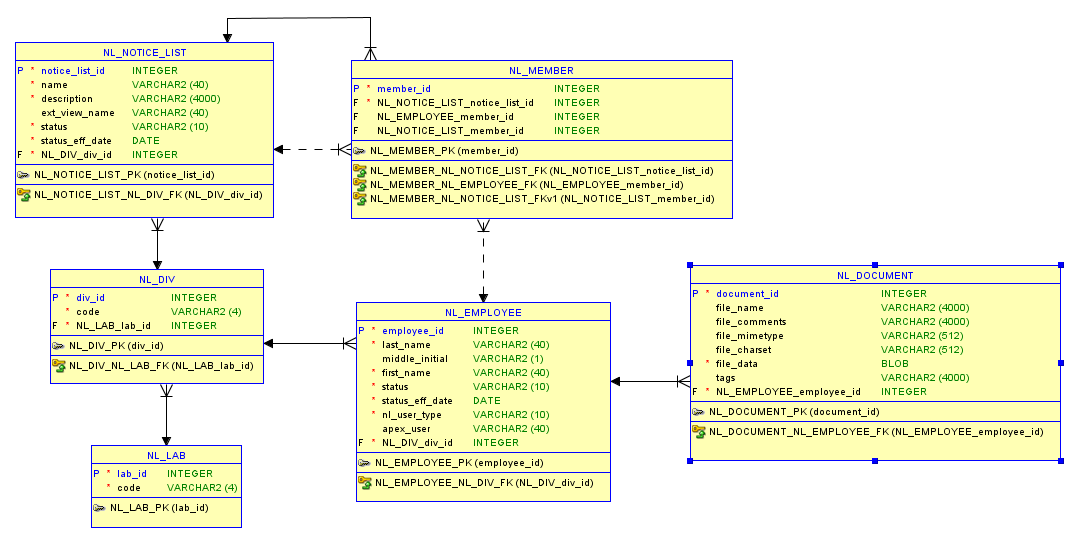 NL_NOTICE_LIST
P * notice_list_id INTEGER
* name VARCHAR2 (40)
* description VARCHAR2 (4000)
ext_view_name VARCHAR2 (40)
* status VARCHAR2 (10)
* status_eff_date DATE
F * NL_DIV_div_id INTEGER
NL_NOTICE_LIST_PK (notice_list_id)
NL_NOTICE_LIST_NL_DIV_FK (NL_DIV_div_id)
NL_MEMBER
P * member_id INTEGER
F * NL_NOTICE_LIST_notice_list_id INTEGER
F NL_EMPLOYEE_member_id INTEGER
F NL_NOTICE_LIST_member_id INTEGER
NL_MEMBER_PK (member_id)
NL_MEMBER_NL_NOTICE_LIST_FK (NL_NOTICE_LIST_notice_list_id)
NL_MEMBER_NL_EMPLOYEE_FK (NL_EMPLOYEE_member_id)
NL_MEMBER_NL_NOTICE_LIST_FKv1 (NL_NOTICE_LIST_member_id)
NL_DIV
P * div_id INTEGER
* code VARCHAR2 (4)
F * NL_LAB_lab_id INTEGER
NL_DIV_PK (div_id)
NL_DIV_NL_LAB_FK (NL_LAB_lab_id)
NL_EMPLOYEE
P * employee_id INTEGER
* last_name VARCHAR2 (40)
middle_initial VARCHAR2 (1)
* first_name VARCHAR2 (40)
* status VARCHAR2 (10)
* status_eff_date DATE
* nl_user_type VARCHAR2 (10)
apex_user VARCHAR2 (40)
F * NL_DIV_div_id INTEGER
NL_EMPLOYEE_PK (employee_id)
NL_EMPLOYEE_NL_DIV_FK (NL_DIV_div_id)
NL_DOCUMENT
P * document_id INTEGER
file_name VARCHAR2 (4000)
file_comments VARCHAR2 (4000)
file_mimetype VARCHAR2 (512)
file_charset VARCHAR2 (512)
* file_data BLOB
tags VARCHAR2 (4000)
F * NL_EMPLOYEE_employee_id INTEGER
NL_DOCUMENT_PK (document_id)
NL_DOCUMENT_NL_EMPLOYEE_FK (NL_EMPLOYEE_employee_id)
NL_LAB
P * lab_id INTEGER
* code VARCHAR2 (4)
NL_LAB_PK (lab_id)